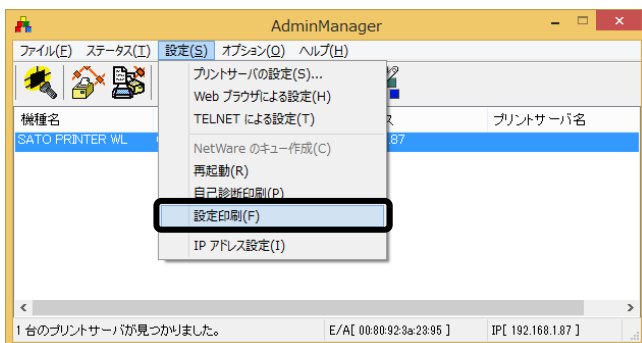 AdminManager
ファイル(F) ステータス(T) 設定(S) オプション(O) ヘルプ(H)
プリントサーバの設定(S)...
Web ブラウザによる設定(H)
TELNET による設定(T)
NetWare のキュー作成(C)
再起動(R)
自己診断印刷(P)
設定印刷(F)
IP アドレス設定(I)
機種名 ス プリントサーバ名
SATO PRINTER WL .87
1 台のプリントサーバが見つかりました。 E/A[ 00:80:92:3a:23:95 ] IP[ 192.168.1.87 ]